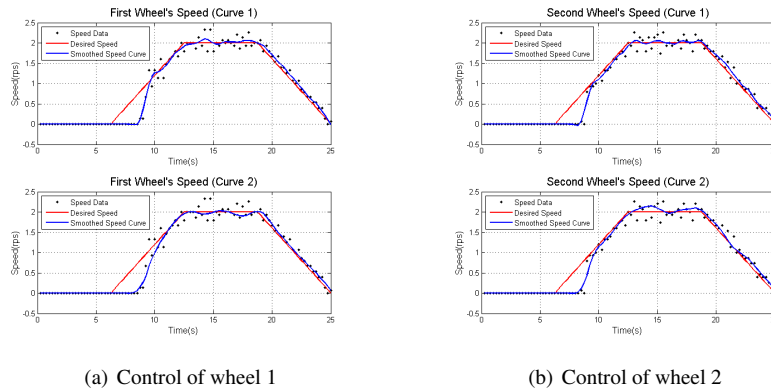 First Wheel's Speed (Curve 1)
2.5
2
1.5
1
0.5
0
-0.5
Speed(rps)
Speed Data
Desired Speed
Smoothed Speed Curve
0 5 10 15 20 25
Time(s)
Second Wheel's Speed (Curve 1)
2.5
2
1.5
1
0.5
0
-0.5
Speed(rps)
Speed Data
Desired Speed
Smoothed Speed Curve
10 15 20
Time(s)
First Wheel's Speed (Curve 2)
2.5
2
1.5
1
0.5
0
-0.5
Speed(rps)
Speed Data
Desired Speed
Smoothed Speed Curve
0 5 10 15 20 25
Time(s)
Second Wheel's Speed (Curve 2)
2.5
2
1.5
1
0.5
0
-0.5
Speed(rps)
Speed Data
Desired Speed
Smoothed Speed Curve
10 15 20
Time(s)
(a) Control of wheel 1
(b) Control of wheel 2